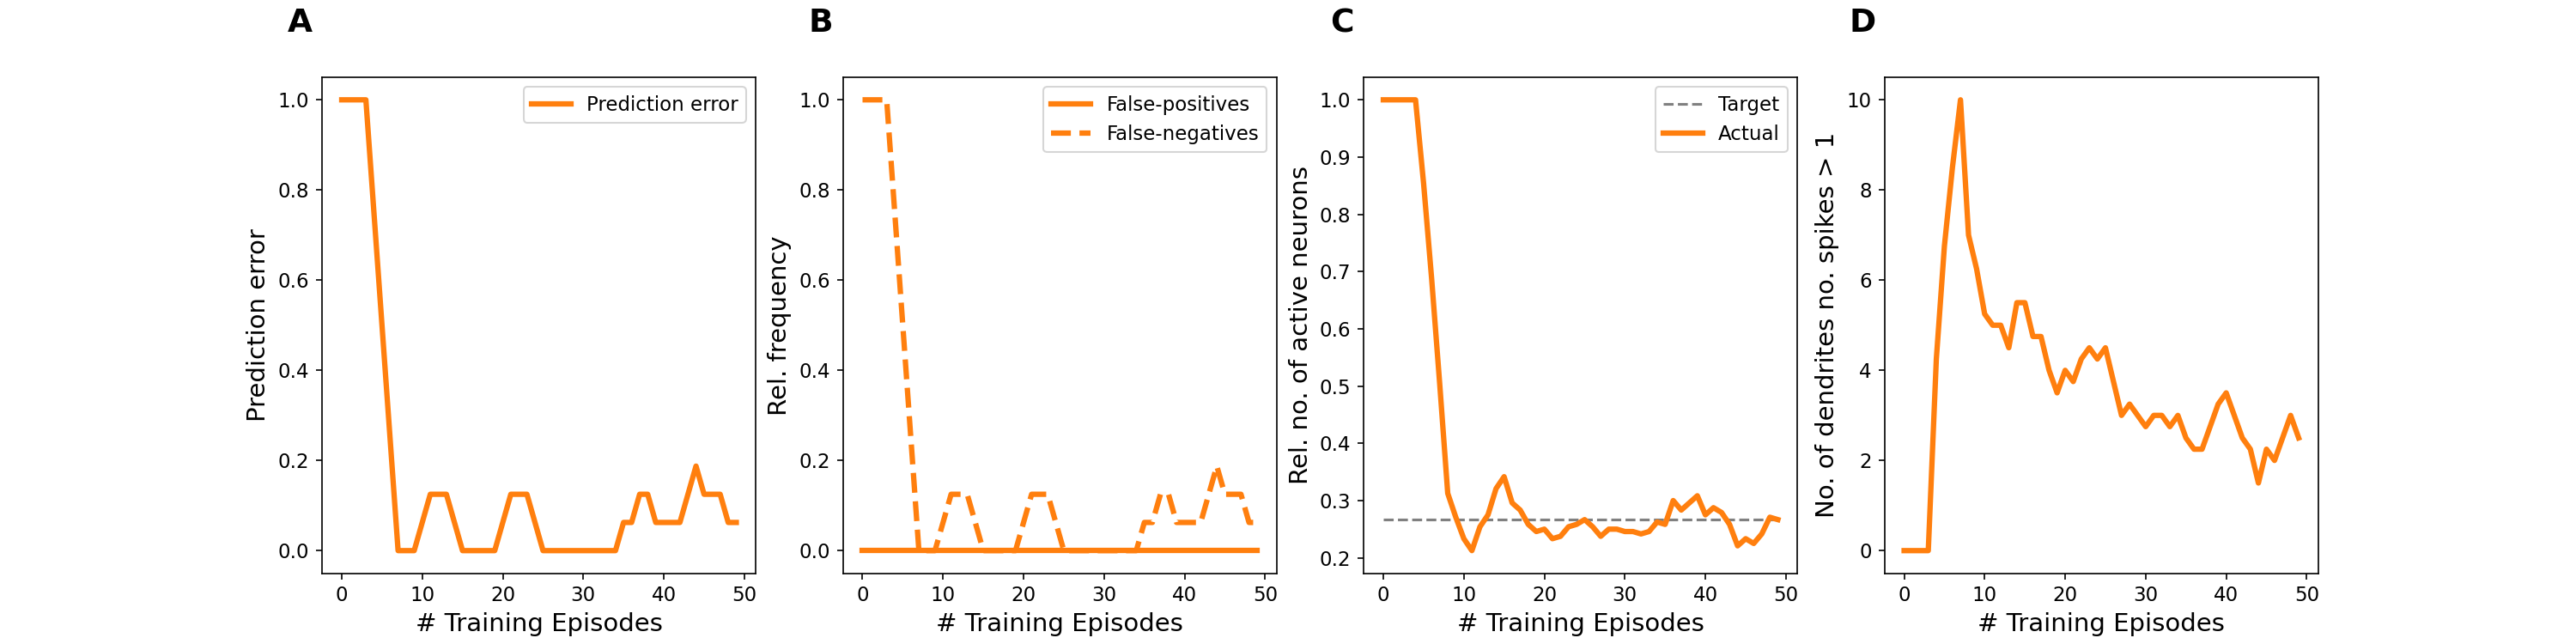 A
Prediction error
1.0
0.8
0.6
0.4
0.2
0.0
Prediction error
0 10 20 30 40 50
# Training Episodes
B
False-positives
False-negatives
1.0
0.8
0.6
0.4
0.2
0.0
Rel. frequency
0 10 20 30 40 50
# Training Episodes
C
Target
Actual
1.0
0.9
0.8
0.7
0.6
0.5
0.4
0.3
0.2
Rel. no. of active neurons
0 10 20 30 40 50
# Training Episodes
D
10
8
6
4
2
0
No. of dendrites no. spikes > 1
0 10 20 30 40 50
# Training Episodes